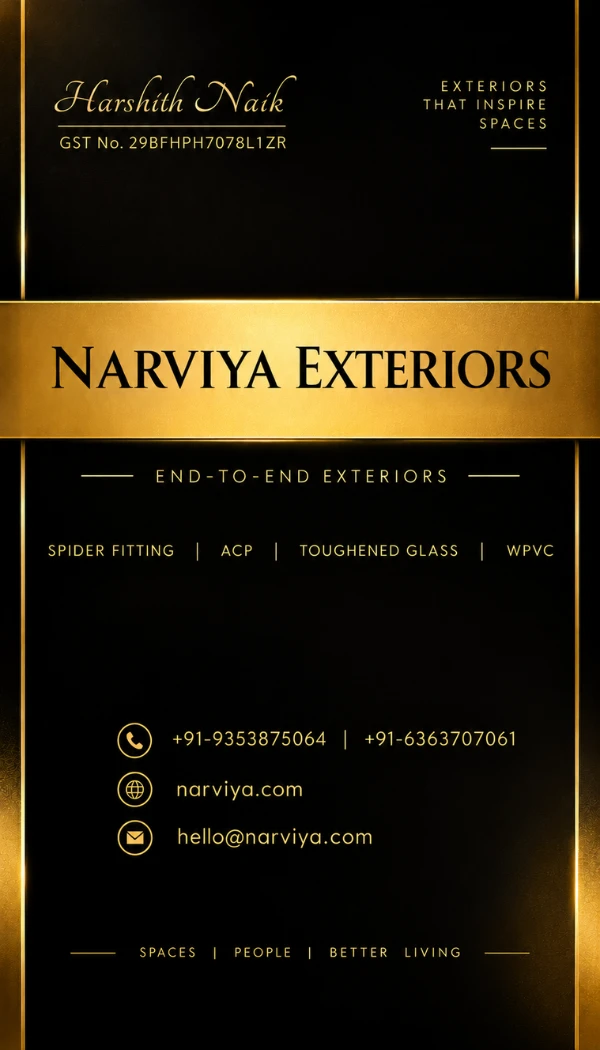 Harshith Naik
GST No. 29BFHPH7078L1ZR
EXTERIORS
THAT INSPIRE
SPACES
NARVIYA EXTERIORS
END-TO-END EXTERIORS
SPIDER FITTING | ACP | TOUGHENED GLASS | WPVC
+91-9353875064 | +91-6363707061
narviya.com
hello@narviya.com
SPACES | PEOPLE | BETTER LIVING